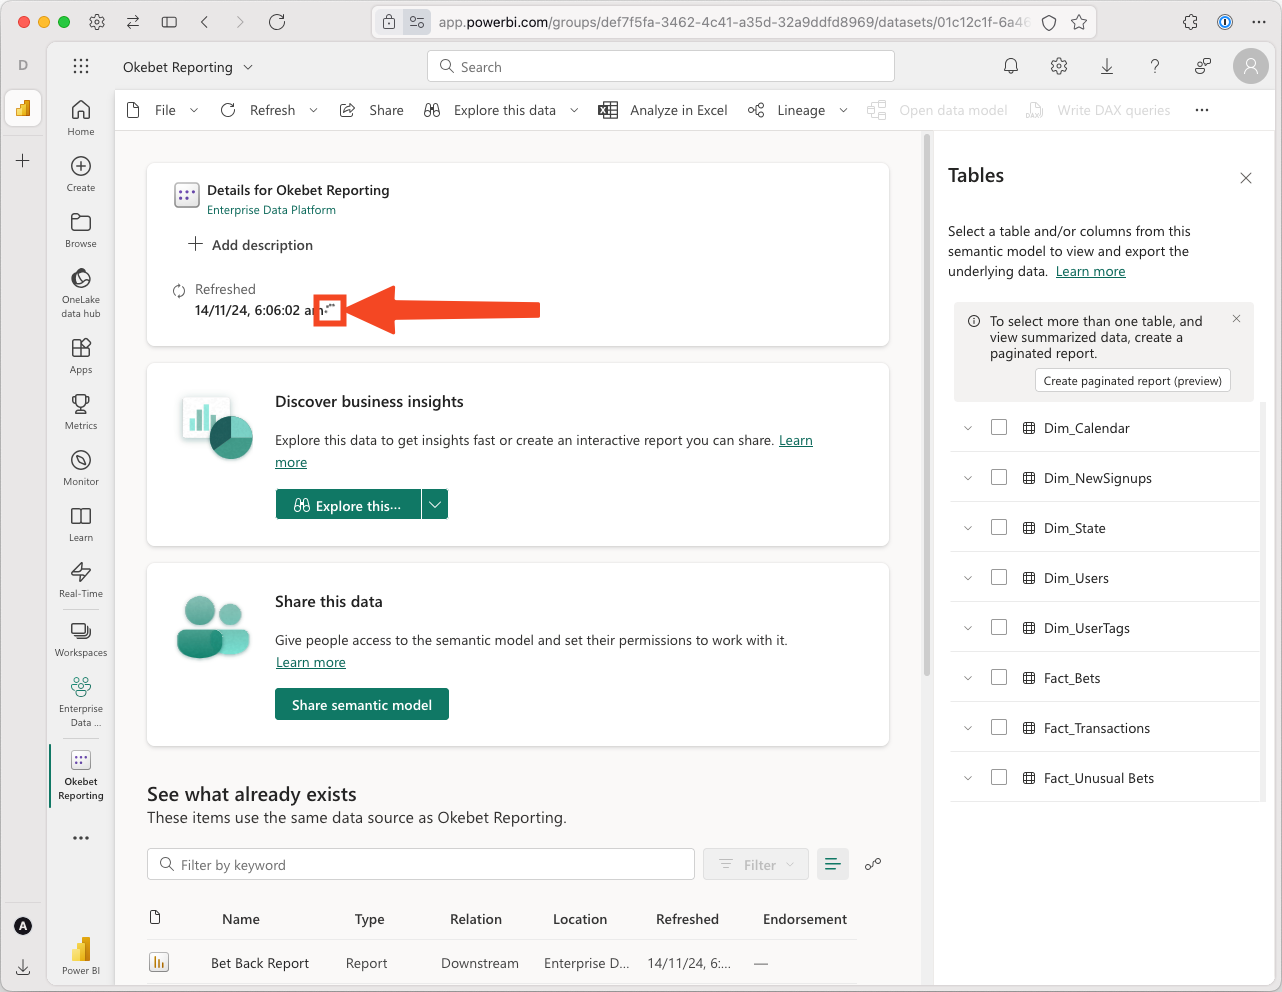 app.powerbi.com/groups/def7f5fa-3462-4c41-a35d-32a9ddfd8969/datasets/01c12c1f-6a46
D
Okebet Reporting
Search
File
Refresh
Share
Explore this data
Analyze in Excel
Lineage
Open data model
Write DAX queries
Home
Create
Browse
OneLake
data hub
Apps
Metrics
Monitor
Learn
Real-Time
Workspaces
Enterprise
Data ...
Okebet
Reporting
A
Power BI
Details for Okebet Reporting
Enterprise Data Platform
Add description
Refreshed
14/11/24, 6:06:02 am
Discover business insights
Explore this data to get insights fast or create an interactive report you can share. Learn
more
Explore this...
Share this data
Give people access to the semantic model and set their permissions to work with it.
Learn more
Share semantic model
See what already exists
These items use the same data source as Okebet Reporting.
Filter by keyword
Filter
Name Type Relation Location Refreshed Endorsement
Bet Back Report Report Downstream Enterprise D... 14/11/24, 6:... —
Tables
Select a table and/or columns from this
semantic model to view and export the
underlying data. Learn more
To select more than one table, and
view summarized data, create a
paginated report.
Create paginated report (preview)
Dim_Calendar
Dim_NewSignups
Dim_State
Dim_Users
Dim_UserTags
Fact_Bets
Fact_Transactions
Fact_Unusual Bets